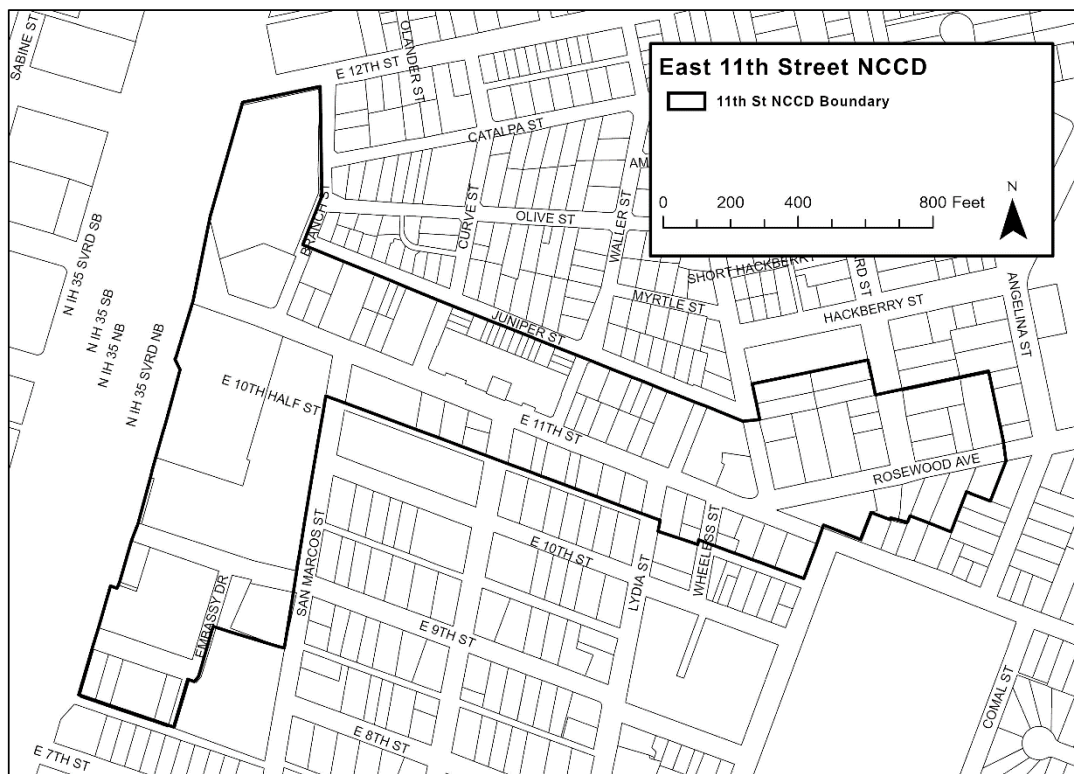 SABINE ST
OLANDER ST
E 12TH ST
CATALPA ST
East 11th Street NCCD
11th St NCCD Boundary
0 200 400 800 Feet
N
AM
BRANCH ST
CURVE ST
OLIVE ST
WALLER ST
SHORT HACKBERRY
RD ST
ANGELINA ST
MYRTLE ST
HACKBERRY ST
JUNIPER ST
N IH 35 SVRD SB
N IH 35 SB
N IH 35 NB
N IH 35 SVRD NB
E 10TH HALF ST
E 11TH ST
ROSEWOOD AVE
SAN MARCOS ST
E 10TH ST
LYDIA ST
WHEELESS ST
EMBASSY DR
E 9TH ST
COMAL ST
E 8TH ST
E 7TH ST